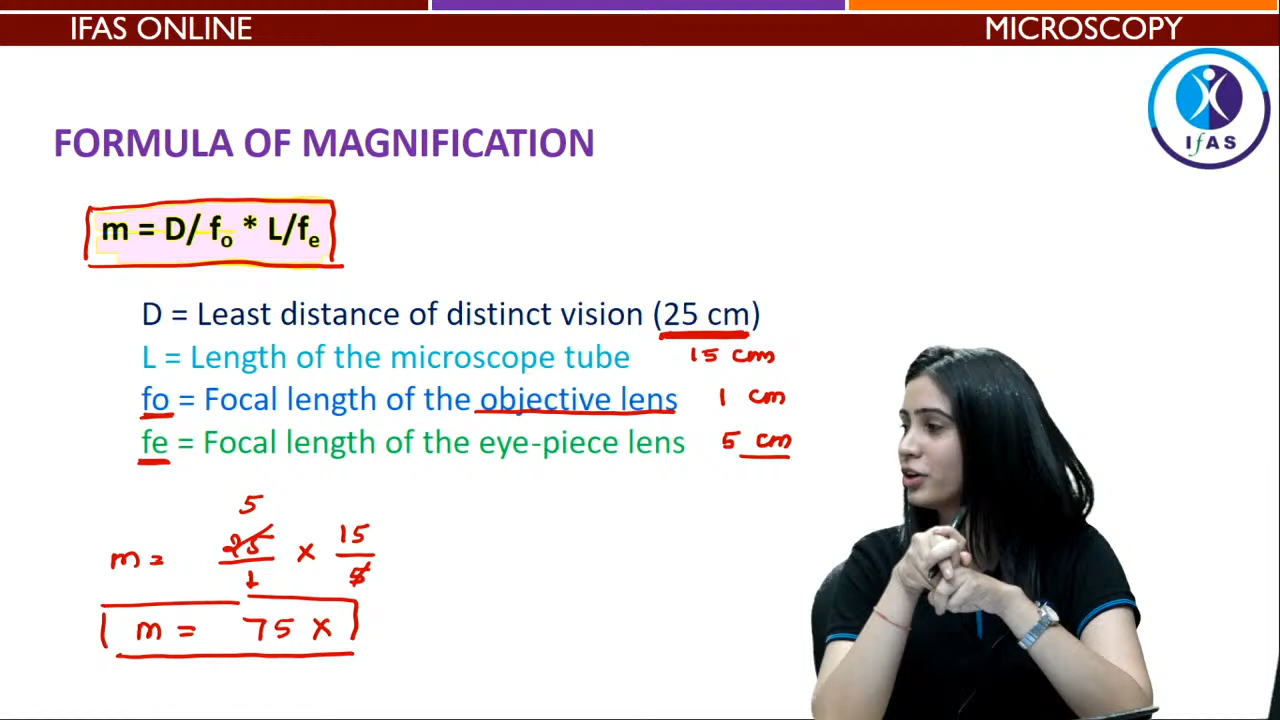 IFAS ONLINE
MICROSCOPY
IfAS
FORMULA OF MAGNIFICATION
m = D/ fo * L/fe
D = Least distance of distinct vision (25 cm)
L = Length of the microscope tube 15 cm
fo = Focal length of the objective lens 1 cm
fe = Focal length of the eye-piece lens 5 cm
5
m = 25/1 × 15/5
m = 75 x